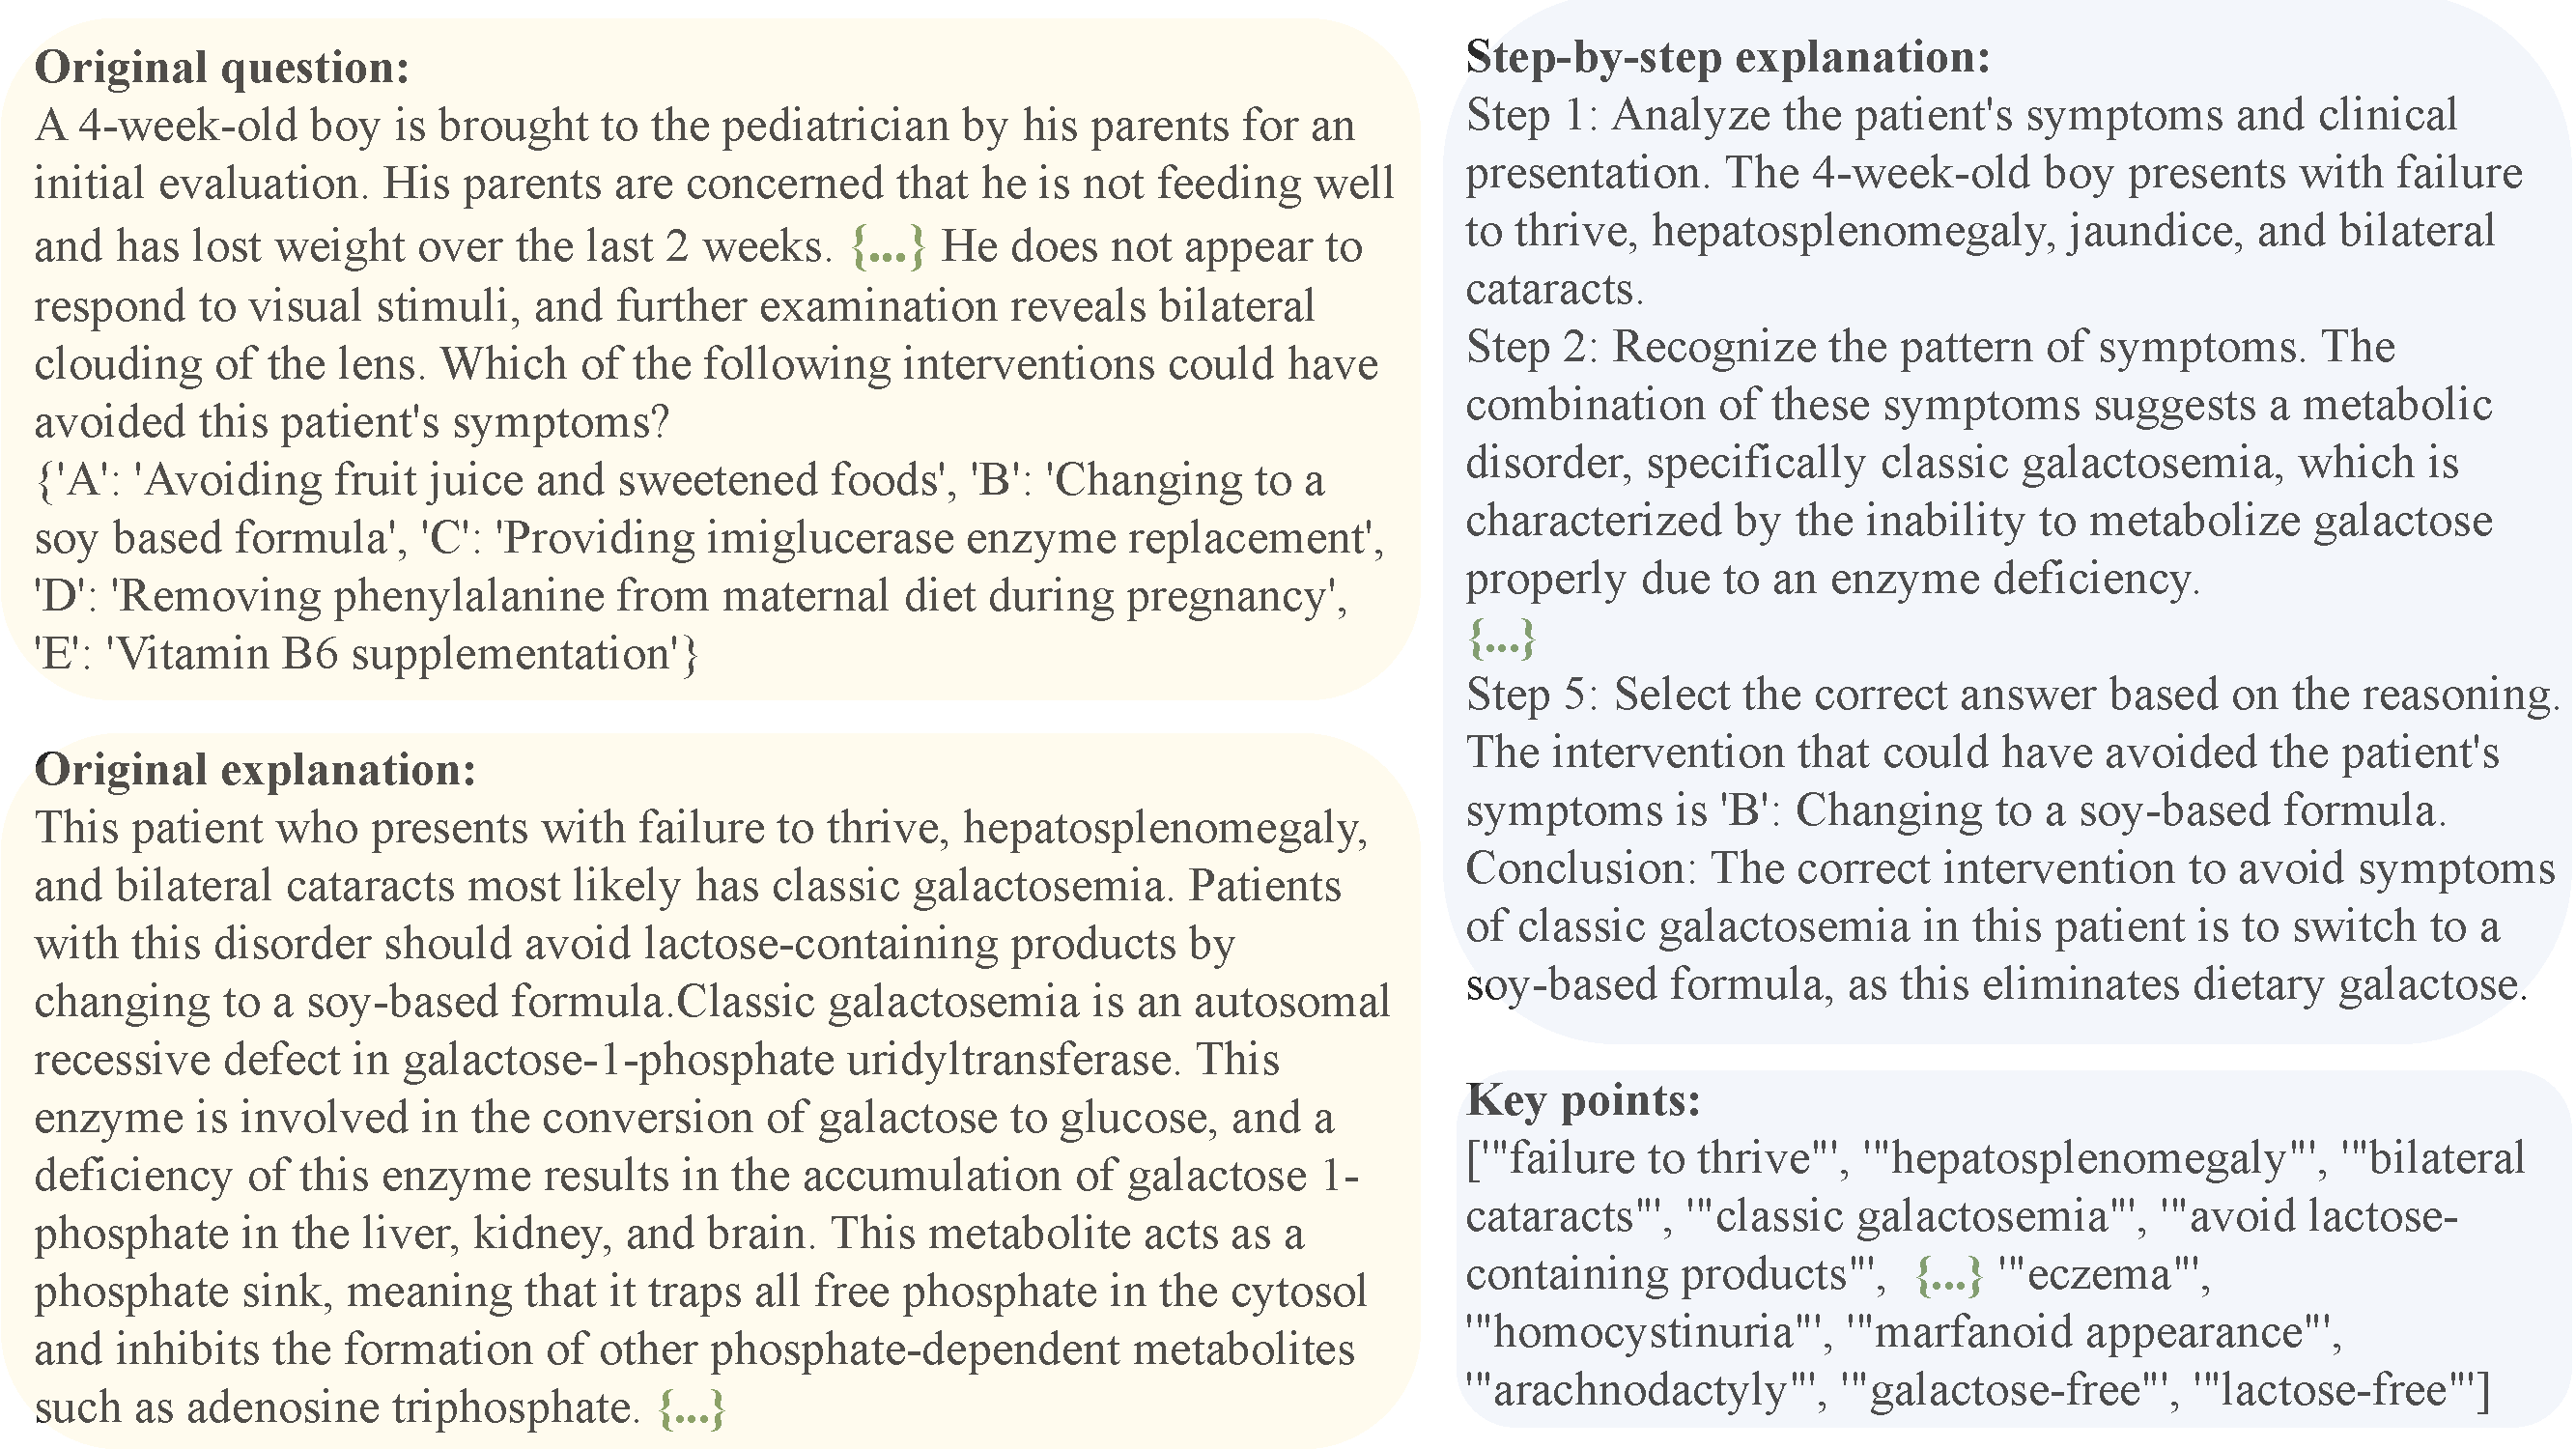 Original question:
A 4-week-old boy is brought to the pediatrician by his parents for an
initial evaluation. His parents are concerned that he is not feeding well
and has lost weight over the last 2 weeks. {...} He does not appear to
respond to visual stimuli, and further examination reveals bilateral
clouding of the lens. Which of the following interventions could have
avoided this patient's symptoms?
{'A': 'Avoiding fruit juice and sweetened foods', 'B': 'Changing to a
soy based formula', 'C': 'Providing imiglucerase enzyme replacement',
'D': 'Removing phenylalanine from maternal diet during pregnancy',
'E': 'Vitamin B6 supplementation'}
Original explanation:
This patient who presents with failure to thrive, hepatosplenomegaly,
and bilateral cataracts most likely has classic galactosemia. Patients
with this disorder should avoid lactose-containing products by
changing to a soy-based formula.Classic galactosemia is an autosomal
recessive defect in galactose-1-phosphate uridyltransferase. This
enzyme is involved in the conversion of galactose to glucose, and a
deficiency of this enzyme results in the accumulation of galactose 1-
phosphate in the liver, kidney, and brain. This metabolite acts as a
phosphate sink, meaning that it traps all free phosphate in the cytosol
and inhibits the formation of other phosphate-dependent metabolites
such as adenosine triphosphate. {...}
Step-by-step explanation:
Step 1: Analyze the patient's symptoms and clinical
presentation. The 4-week-old boy presents with failure
to thrive, hepatosplenomegaly, jaundice, and bilateral
cataracts.
Step 2: Recognize the pattern of symptoms. The
combination of these symptoms suggests a metabolic
disorder, specifically classic galactosemia, which is
characterized by the inability to metabolize galactose
properly due to an enzyme deficiency.
{...}
Step 5: Select the correct answer based on the reasoning.
The intervention that could have avoided the patient's
symptoms is 'B': Changing to a soy-based formula.
Conclusion: The correct intervention to avoid symptoms
of classic galactosemia in this patient is to switch to a
soy-based formula, as this eliminates dietary galactose.
Key points:
['"failure to thrive"', '"hepatosplenomegaly"', '"bilateral
cataracts"', '"classic galactosemia"', '"avoid lactose-
containing products"', {...} '"eczema"',
'"homocystinuria"', '"marfanoid appearance"',
'"arachnodactyly"', '"galactose-free"', '"lactose-free"']